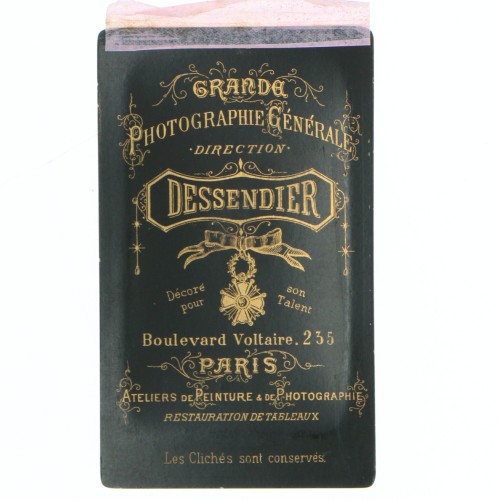 GRANDE
PHOTOGRAPHIE GÉNÉRALE
DIRECTION
DESSENDIER
Décoré son
pour Talent
Boulevard Voltaire. 235
PARIS
ATELIERS DE PEINTURE & DE PHOTOGRAPHIE
RESTAURATION DE TABLEAUX
Les Clichés sont conservés.